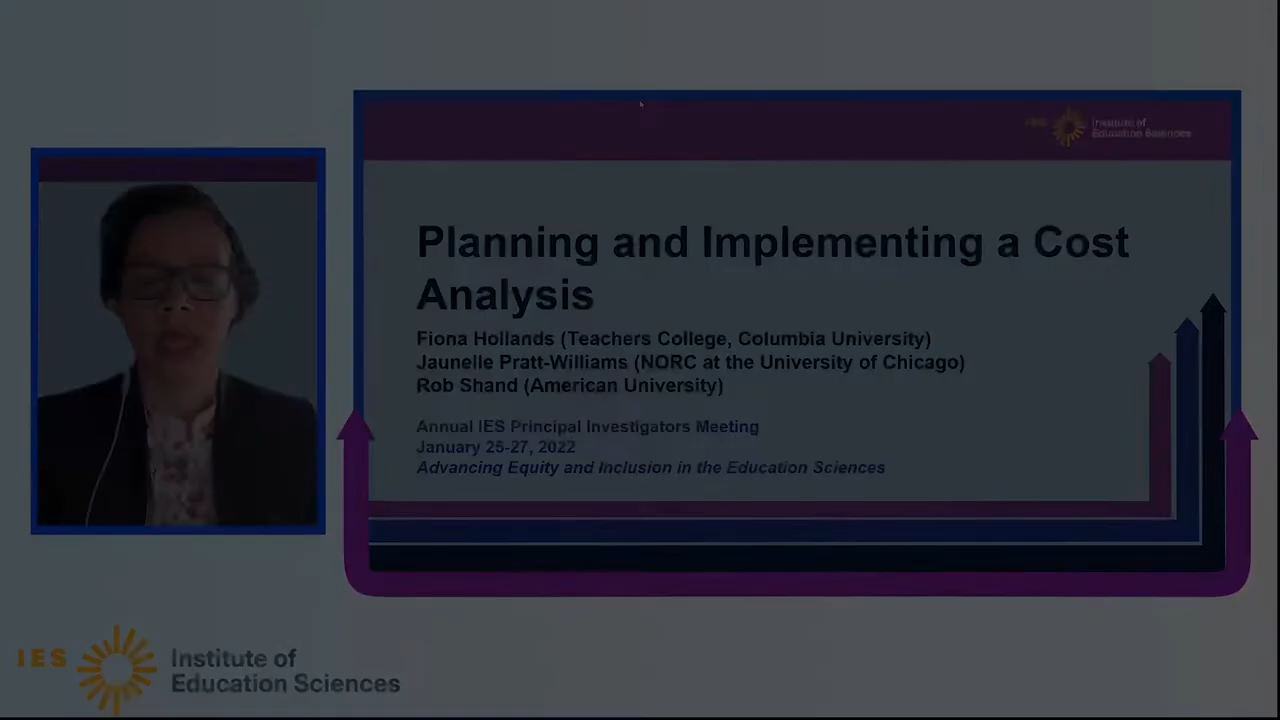 IES Institute of
Education Sciences
Planning and Implementing a Cost
Analysis
Fiona Hollands (Teachers College, Columbia University)
Jaunelle Pratt-Williams (NORC at the University of Chicago)
Rob Shand (American University)
Annual IES Principal Investigators Meeting
January 25-27, 2022
Advancing Equity and Inclusion in the Education Sciences
IES Institute of
Education Sciences